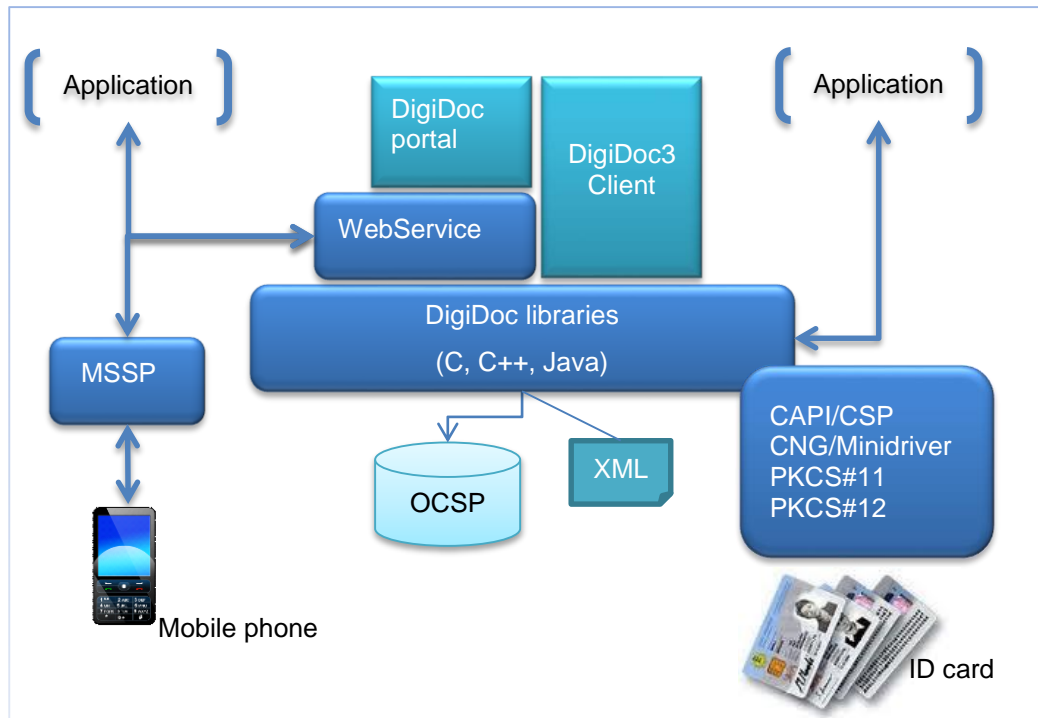 Application
Application
DigiDoc
portal
DigiDoc3
Client
WebService
DigiDoc libraries
(C, C++, Java)
MSSP
CAPI/CSP
CNG/Minidriver
PKCS#11
PKCS#12
XML
OCSP
Mobile phone
ID card